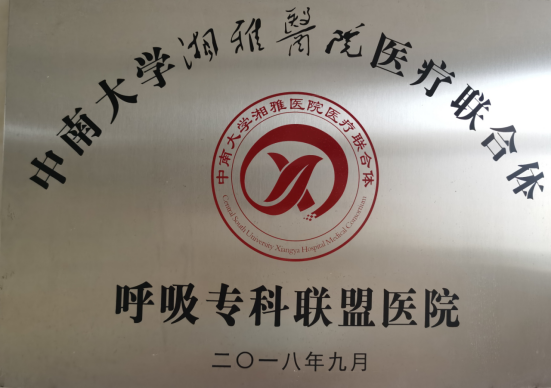 中南大学湘雅醫院医疗联合体
中南大学湘雅医院医疗联合体
Central South University Xiangya Hospital Medical Consortium
呼吸专科联盟医院
二〇一八年九月